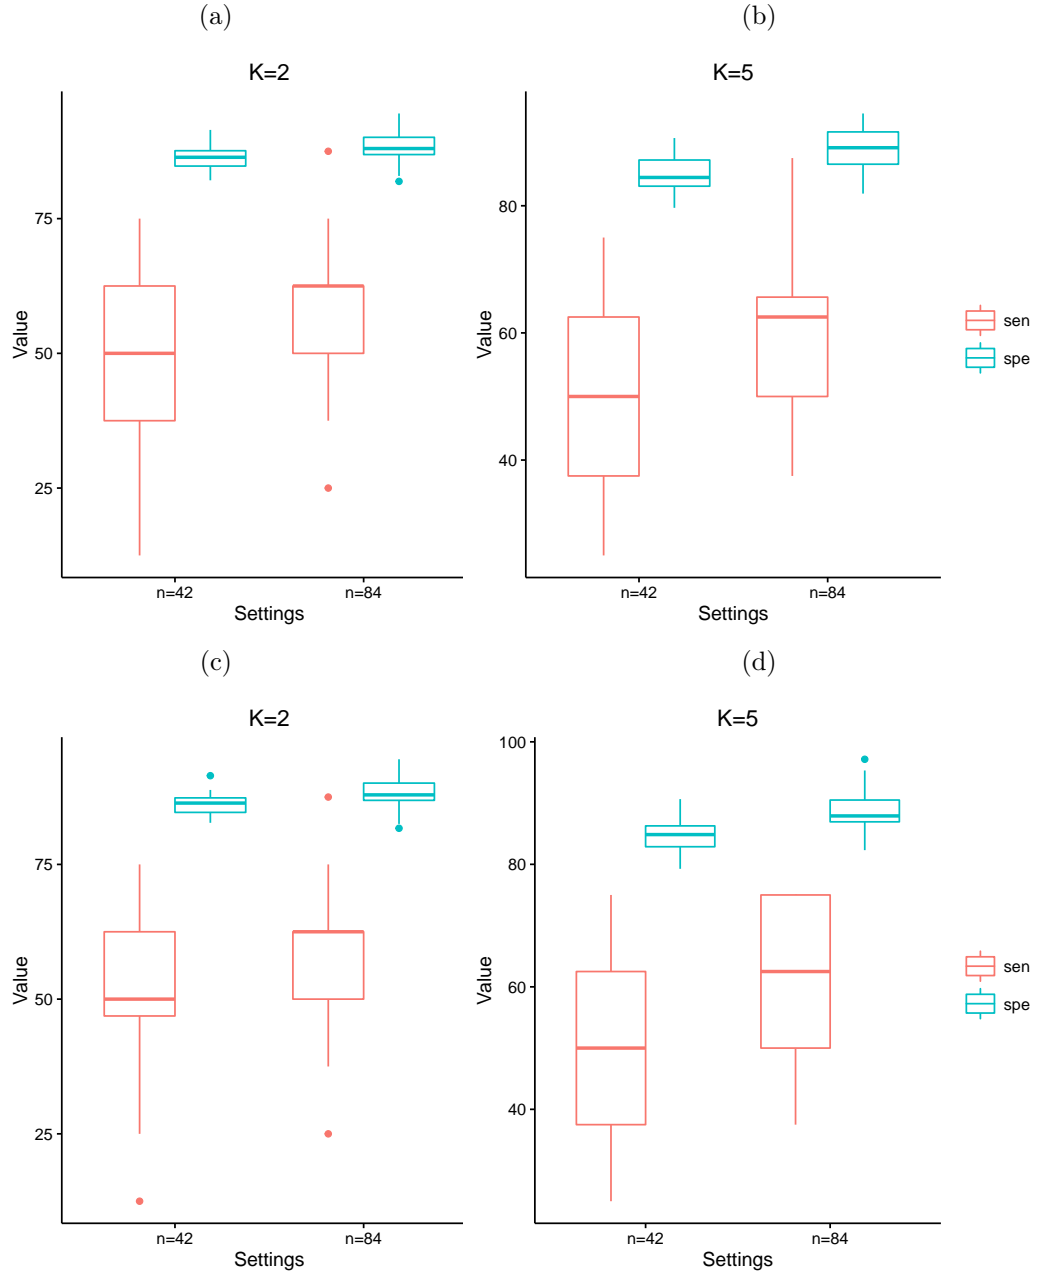 (a)
K=2
75
50
25
Value
n=42
n=84
Settings
(b)
K=5
80
60
40
Value
n=42
n=84
Settings
sen
spe
(c)
K=2
75
50
25
Value
n=42
n=84
Settings
(d)
K=5
100
80
60
40
Value
n=42
n=84
Settings
sen
spe